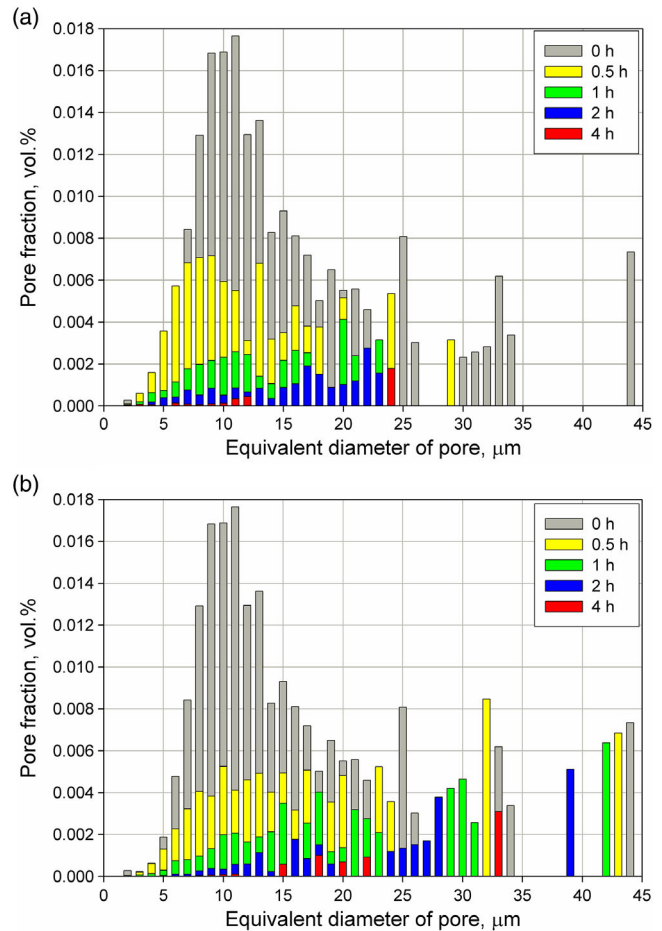 (a)
0.018
0.016
0.014
0.012
0.010
0.008
0.006
0.004
0.002
0.000
Pore fraction, vol.%
0 h
0.5 h
1 h
2 h
4 h
0 5 10 15 20 25 30 35 40 45
Equivalent diameter of pore, μm
(b)
0.018
0.016
0.014
0.012
0.010
0.008
0.006
0.004
0.002
0.000
Pore fraction, vol.%
0 h
0.5 h
1 h
2 h
4 h
0 5 10 15 20 25 30 35 40 45
Equivalent diameter of pore, μm